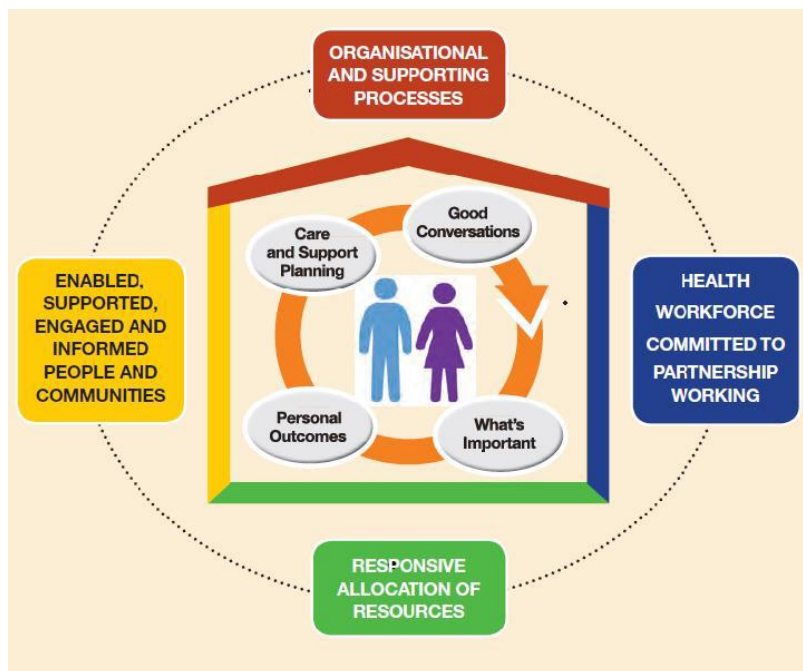 ORGANISATIONAL
AND SUPPORTING
PROCESSES
Good
Conversations
Care
and Support
Planning
ENABLED,
SUPPORTED,
ENGAGED AND
INFORMED
PEOPLE AND
COMMUNITIES
HEALTH
WORKFORCE
COMMITTED TO
PARTNERSHIP
WORKING
Personal
Outcomes
What's
Important
RESPONSIVE
ALLOCATION OF
RESOURCES